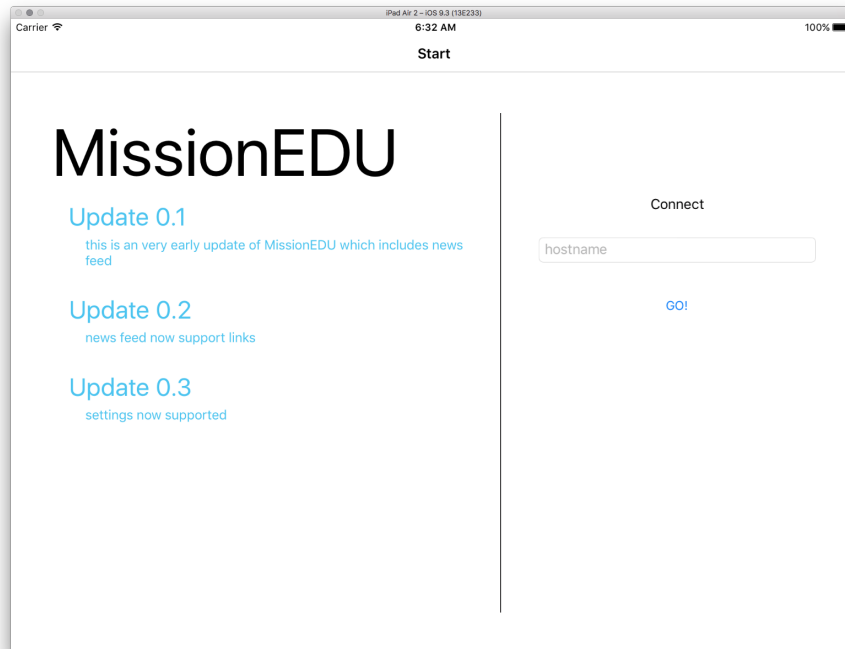 iPad Air 2 – iOS 9.3 (13E233)
Carrier 6:32 AM 100%
Start
MissionEDU
Update 0.1
this is an very early update of MissionEDU which includes news
feed
Update 0.2
news feed now support links
Update 0.3
settings now supported
Connect
hostname
GO!